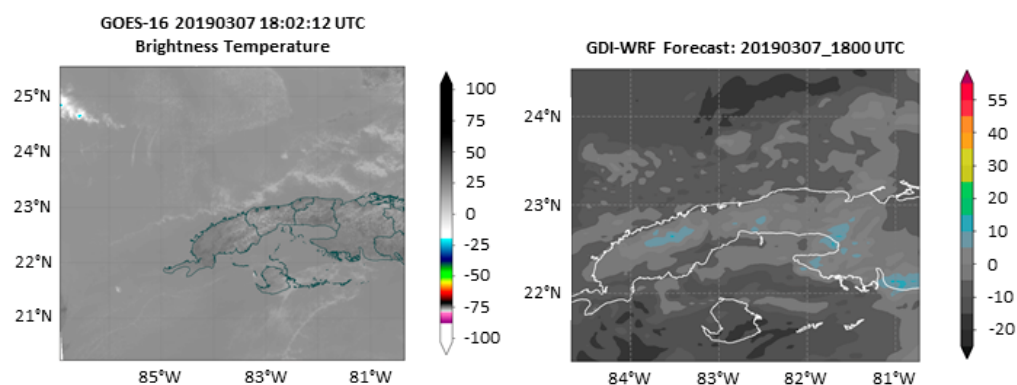 GOES-16 20190307 18:02:12 UTC
Brightness Temperature
25°N
24°N
23°N
22°N
21°N
85°W
83°W
81°W
100
75
50
25
0
-25
-50
-75
-100
GDI-WRF Forecast: 20190307_1800 UTC
24°N
23°N
22°N
84°W
83°W
82°W
81°W
55
40
30
20
10
0
-10
-20